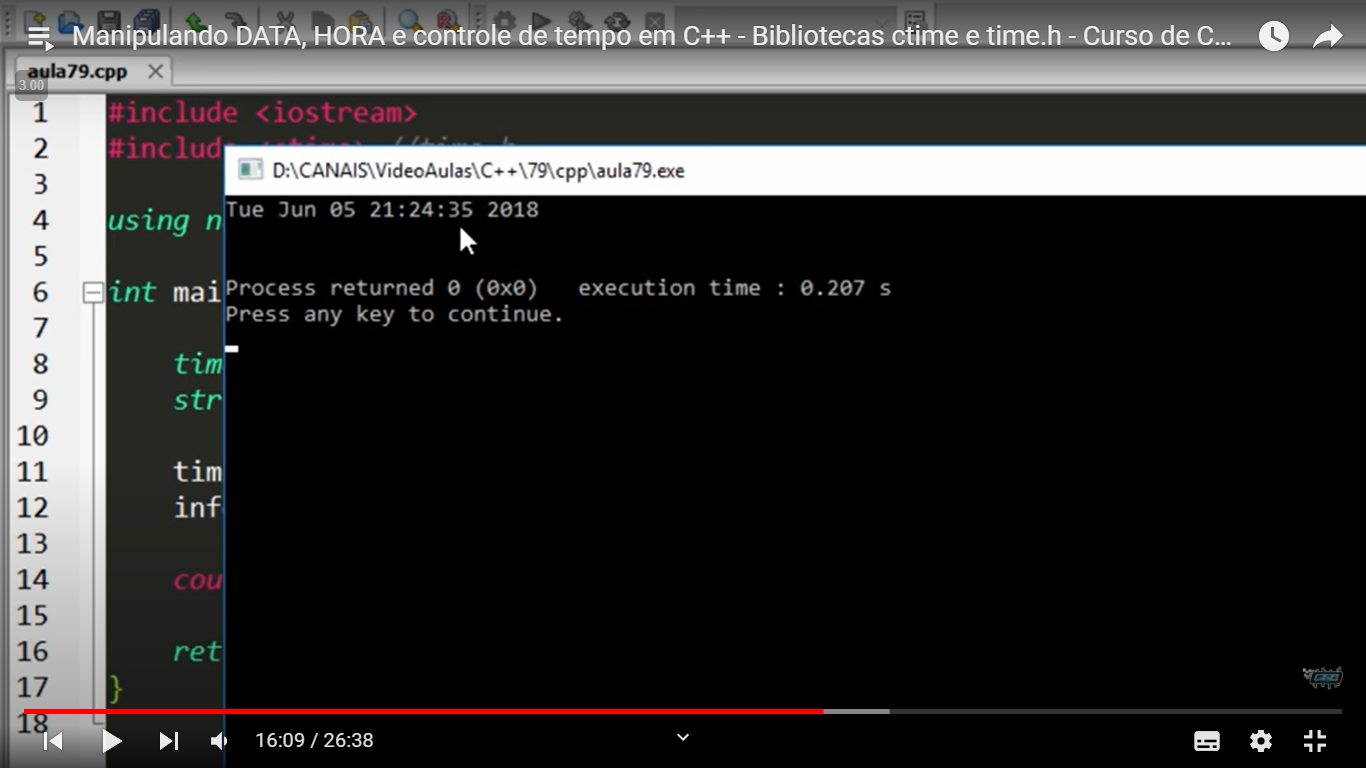 Manipulando DATA, HORA e controle de tempo em C++ - Bibliotecas ctime e time.h - Curso de C...
aula79.cpp
3.00
1 #include <iostream>
2 #includ
3
4 using n
5
6 int mai
7
8 tim
9 str
10
11 tim
12 inf
13
14 cou
15
16 ret
17 }
18
D:\CANAIS\VideoAulas\C++\79\cpp\aula79.exe
Tue Jun 05 21:24:35 2018
Process returned 0 (0x0) execution time : 0.207 s
Press any key to continue.
16:09 / 26:38